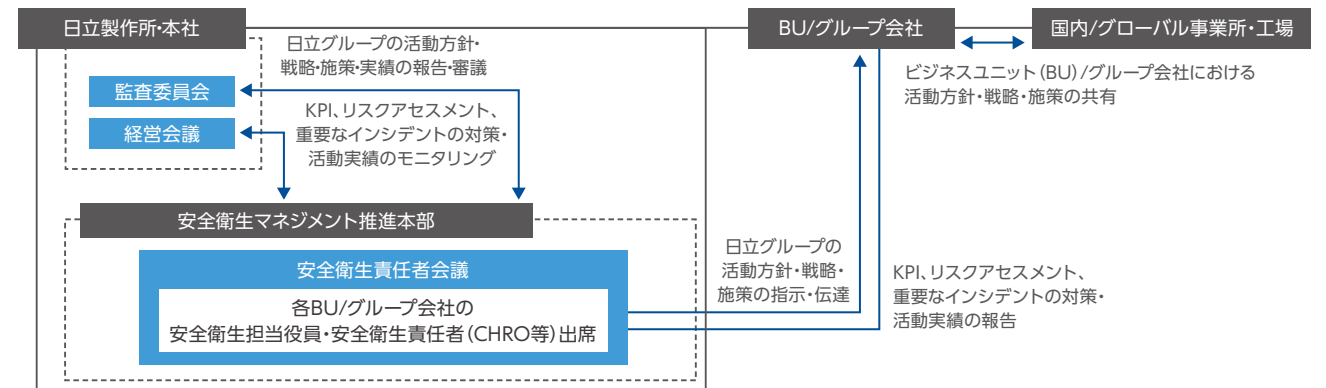 日立製作所・本社
日立グループの活動方針・
戦略・施策・実績の報告・審議
監査委員会
経営会議
KPI、リスクアセスメント、
重要なインシデントの対策・
活動実績のモニタリング
安全衛生マネジメント推進本部
安全衛生責任者会議
各BU/グループ会社の
安全衛生担当役員・安全衛生責任者（CHRO等）出席
BU/グループ会社
国内/グローバル事業所・工場
ビジネスユニット（BU）/グループ会社における
活動方針・戦略・施策の共有
日立グループの
活動方針・戦略・
施策の指示・伝達
KPI、リスクアセスメント、
重要なインシデントの対策・
活動実績の報告